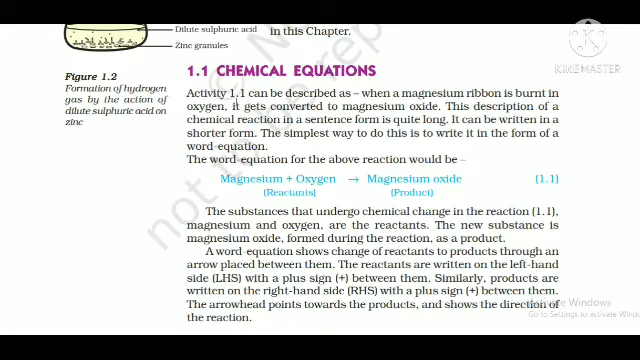 Dilute sulphuric acid
in this Chapter.
Zinc granules
KINEMASTER
Figure 1.2
Formation of hydrogen
gas by the action of
dilute sulphuric acid on
zinc
1.1 CHEMICAL EQUATIONS
Activity 1.1 can be described as – when a magnesium ribbon is burnt in
oxygen, it gets converted to magnesium oxide. This description of a
chemical reaction in a sentence form is quite long. It can be written in a
shorter form. The simplest way to do this is to write it in the form of a
word-equation.
The word-equation for the above reaction would be –
Magnesium + Oxygen → Magnesium oxide (1.1)
(Reactants) (Product)
The substances that undergo chemical change in the reaction (1.1),
magnesium and oxygen, are the reactants. The new substance is
magnesium oxide, formed during the reaction, as a product.
A word-equation shows change of reactants to products through an
arrow placed between them. The reactants are written on the left-hand
side (LHS) with a plus sign (+) between them. Similarly, products are
written on the right-hand side (RHS) with a plus sign (+) between them.
The arrowhead points towards the products, and shows the direction of
the reaction.
not to be rep
Activate Windows
Go to Settings to activate Windows